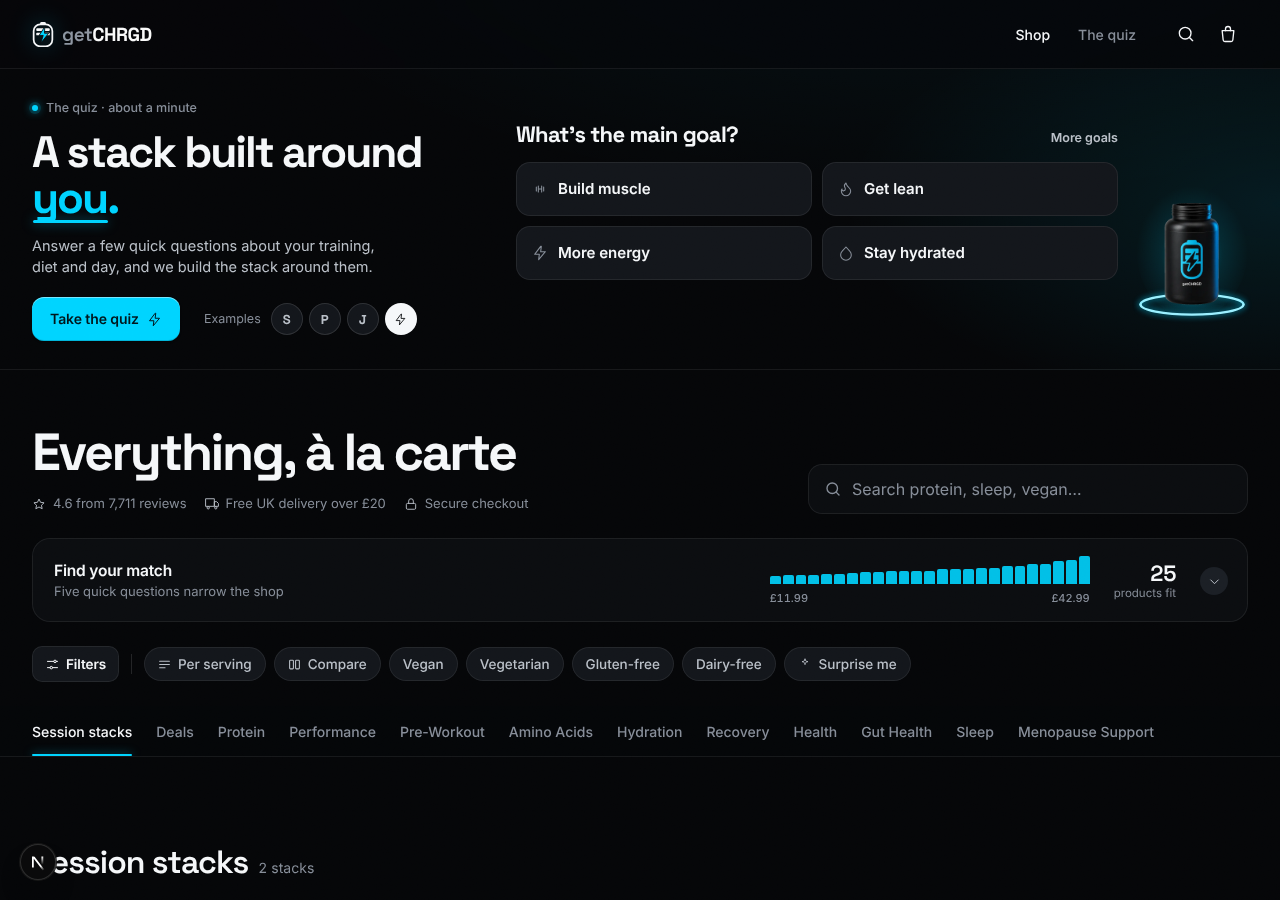 getCHRGD
Shop
The quiz
The quiz · about a minute
A stack built around
you.
Answer a few quick questions about your training,
diet and day, and we build the stack around them.
Take the quiz
Examples
S
P
J
What's the main goal?
More goals
Build muscle
Get lean
More energy
Stay hydrated
getCHRGD
Everything, à la carte
4.6 from 7,711 reviews
Free UK delivery over £20
Secure checkout
Search protein, sleep, vegan...
Find your match
Five quick questions narrow the shop
£11.99
£42.99
25
products fit
Filters
Per serving
Compare
Vegan
Vegetarian
Gluten-free
Dairy-free
Surprise me
Session stacks
Deals
Protein
Performance
Pre-Workout
Amino Acids
Hydration
Recovery
Health
Gut Health
Sleep
Menopause Support
N
ession stacks
2 stacks